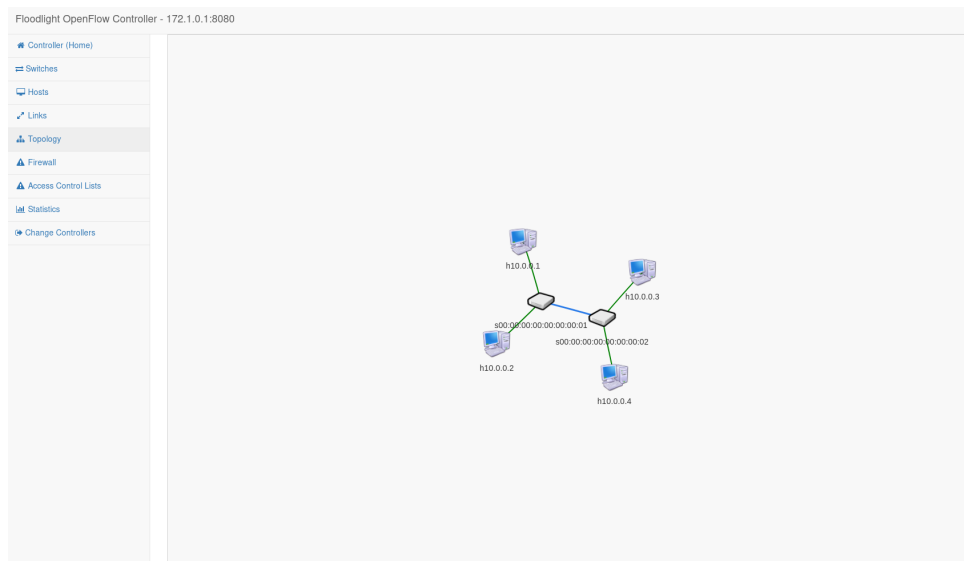 Floodlight OpenFlow Controller - 172.1.0.1:8080
Controller (Home)
Switches
Hosts
Links
Topology
Firewall
Access Control Lists
Statistics
Change Controllers
h10.0.0.1
h10.0.0.3
s00:00:00:00:00:00:00:01
s00:00:00:00:00:00:00:02
h10.0.0.2
h10.0.0.4